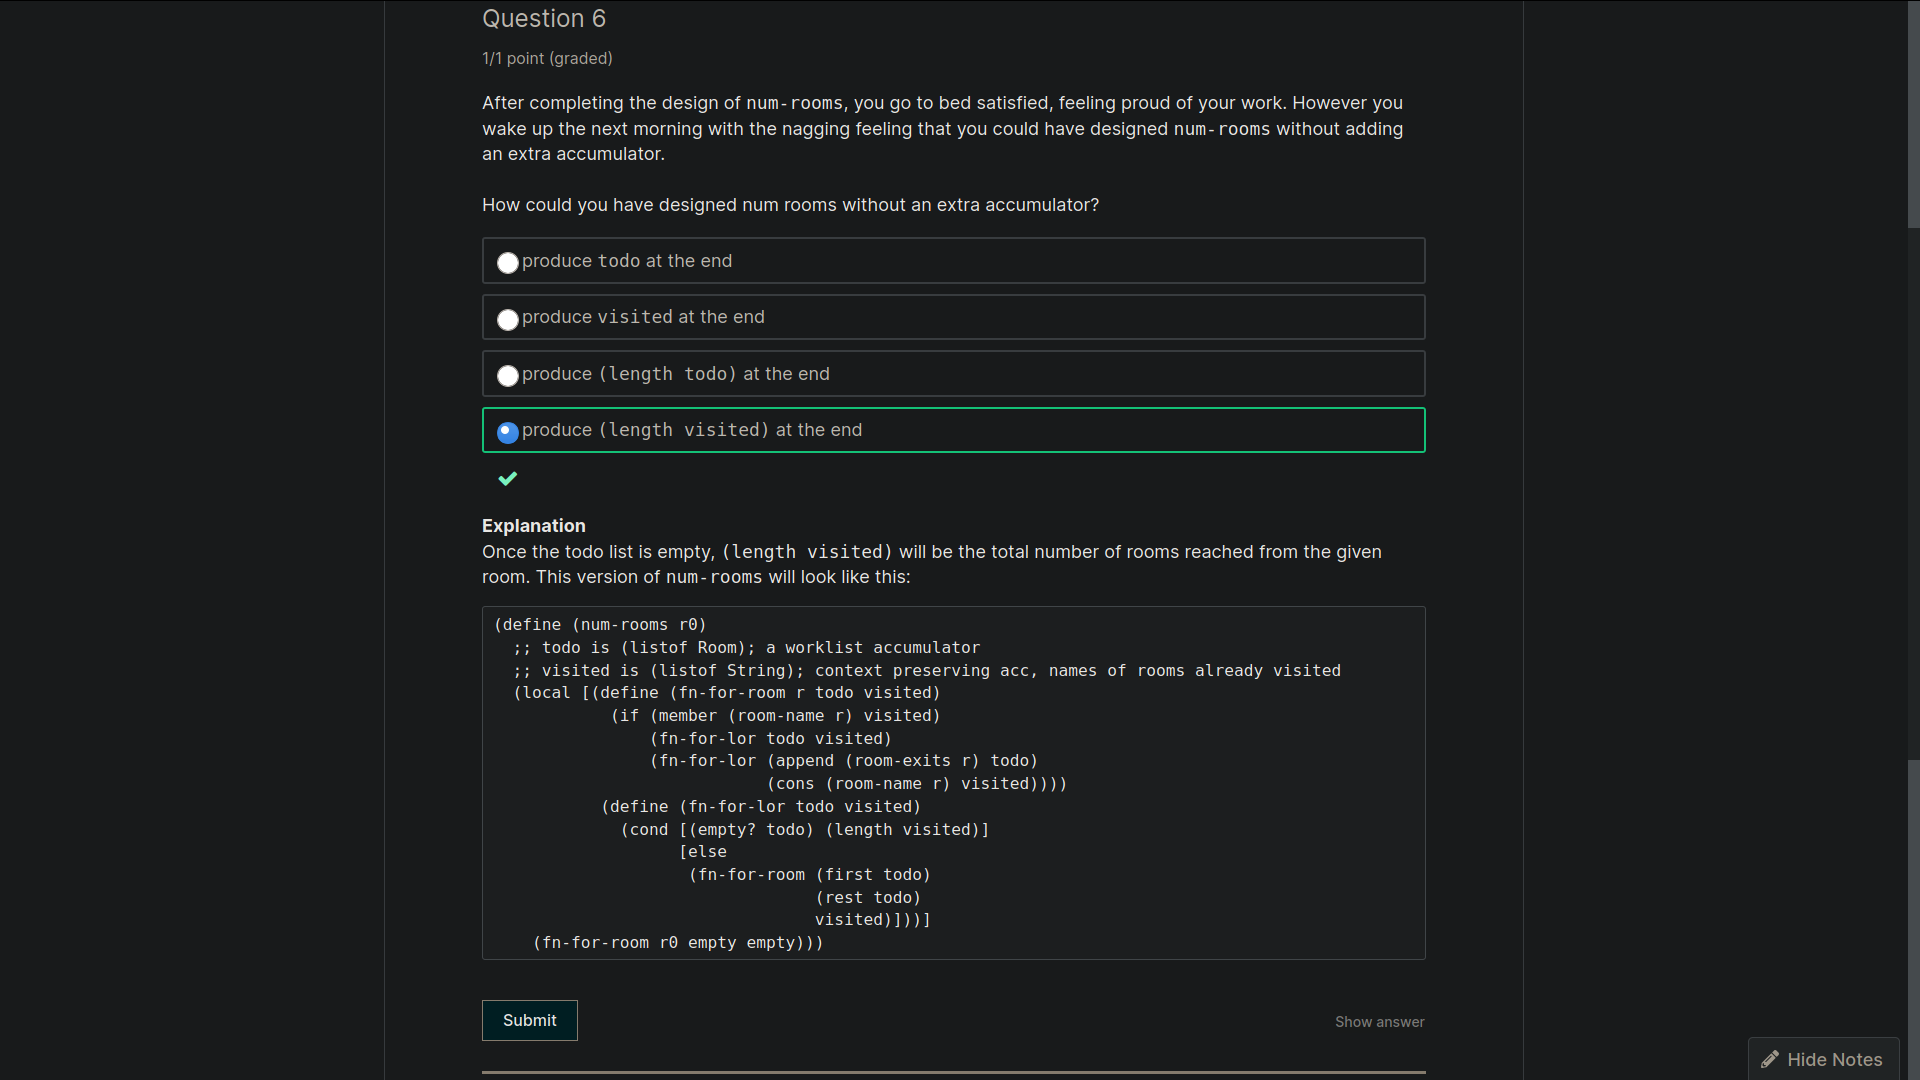 Question 6
1/1 point (graded)
After completing the design of num-rooms, you go to bed satisfied, feeling proud of your work. However you
wake up the next morning with the nagging feeling that you could have designed num-rooms without adding
an extra accumulator.
How could you have designed num rooms without an extra accumulator?
produce todo at the end
produce visited at the end
produce (length todo) at the end
produce (length visited) at the end
Explanation
Once the todo list is empty, (length visited) will be the total number of rooms reached from the given
room. This version of num-rooms will look like this:
(define (num-rooms r0)
  ;; todo is (listof Room); a worklist accumulator
  ;; visited is (listof String); context preserving acc, names of rooms already visited
  (local [(define (fn-for-room r todo visited)
            (if (member (room-name r) visited)
                (fn-for-lor todo visited)
                (fn-for-lor (append (room-exits r) todo)
                            (cons (room-name r) visited))))
           (define (fn-for-lor todo visited)
             (cond [(empty? todo) (length visited)]
                   [else
                    (fn-for-room (first todo)
                                 (rest todo)
                                 visited)]))]
    (fn-for-room r0 empty empty)))
Submit
Show answer
Hide Notes